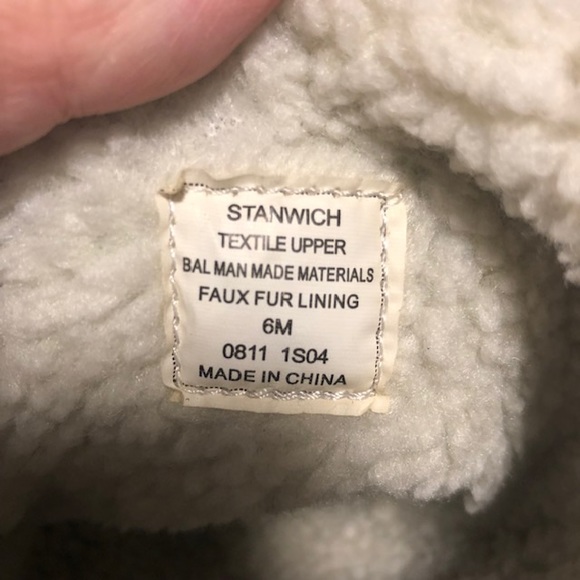 STANWICH
TEXTILE UPPER
BAL MAN MADE MATERIALS
FAUX FUR LINING
6M
0811 1S04
MADE IN CHINA